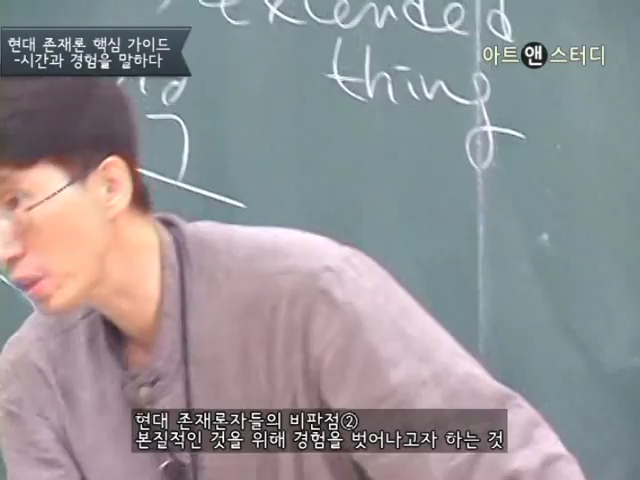 extended
현대 존재론 핵심 가이드
-시간과 경험을 말하다
아트앤스터디
thing
현대 존재론자들의 비판점②
본질적인 것을 위해 경험을 벗어나고자 하는 것